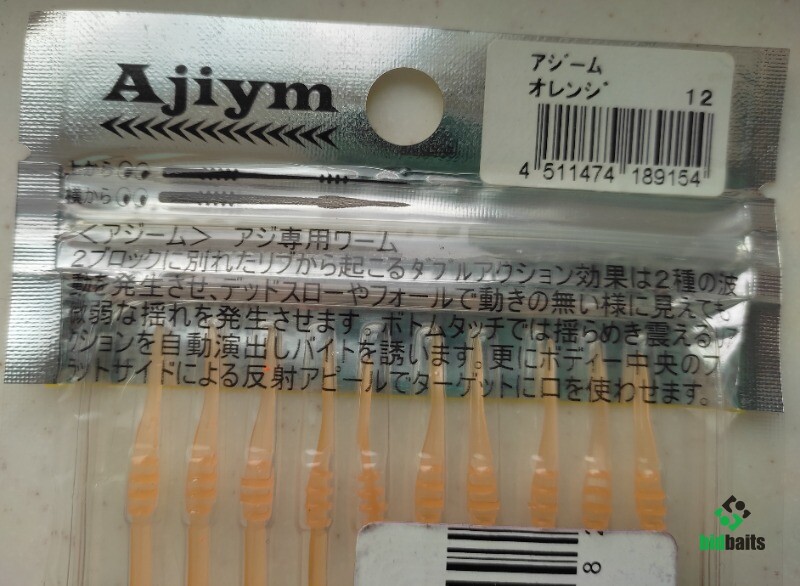 Ajiym
アジーム
オレンジ 12
4 511474 189154
上から
横から
＜アジーム＞ アジ専用ワーム
2ブロックに別れたリブから起こるダブルアクション効果は2種の波
動を発生させ、デッドスローやフォールで動きの無い様に見えても
微弱な揺れを発生させます。ボトムタッチでは揺らめき震えるア
クションを自動演出しバイトを誘います。更にボディー中央のフ
ラットサイドによる反射アピールでターゲットに口を使わせます。
8
baits